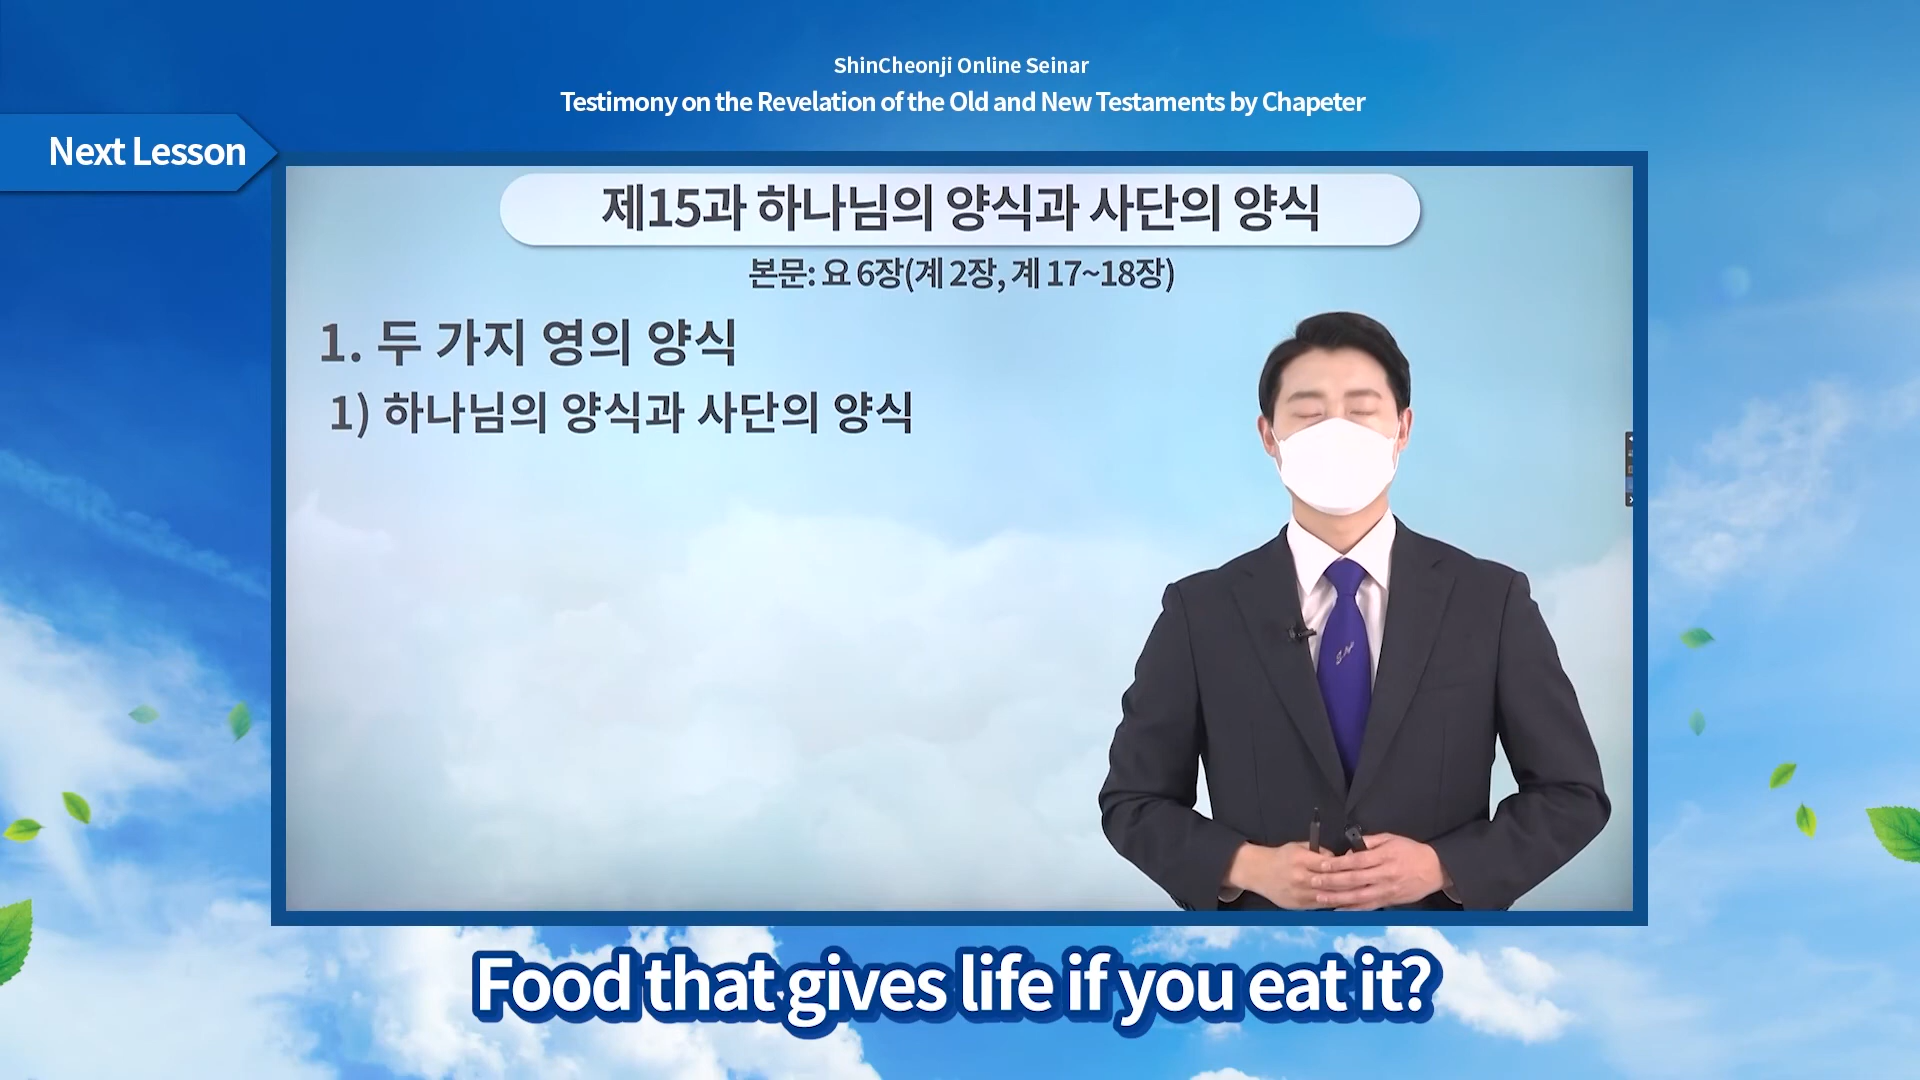 ShinCheonji Online Seinar
Testimony on the Revelation of the Old and New Testaments by Chapeter
Next Lesson
제15과 하나님의 양식과 사단의 양식
본문: 요 6장(계 2장, 계 17~18장)
1. 두 가지 영의 양식
1) 하나님의 양식과 사단의 양식
Food that gives life if you eat it?